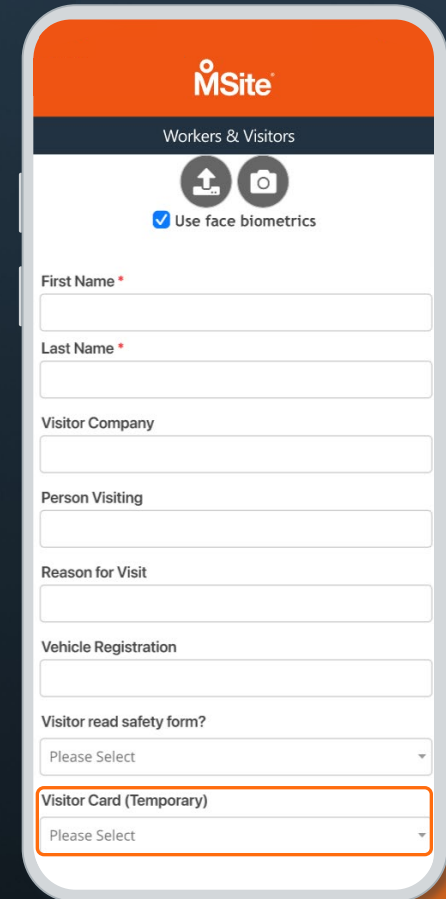 MSite
Workers & Visitors
Use face biometrics
First Name *
Last Name *
Visitor Company
Person Visiting
Reason for Visit
Vehicle Registration
Visitor read safety form?
Please Select
Visitor Card (Temporary)
Please Select